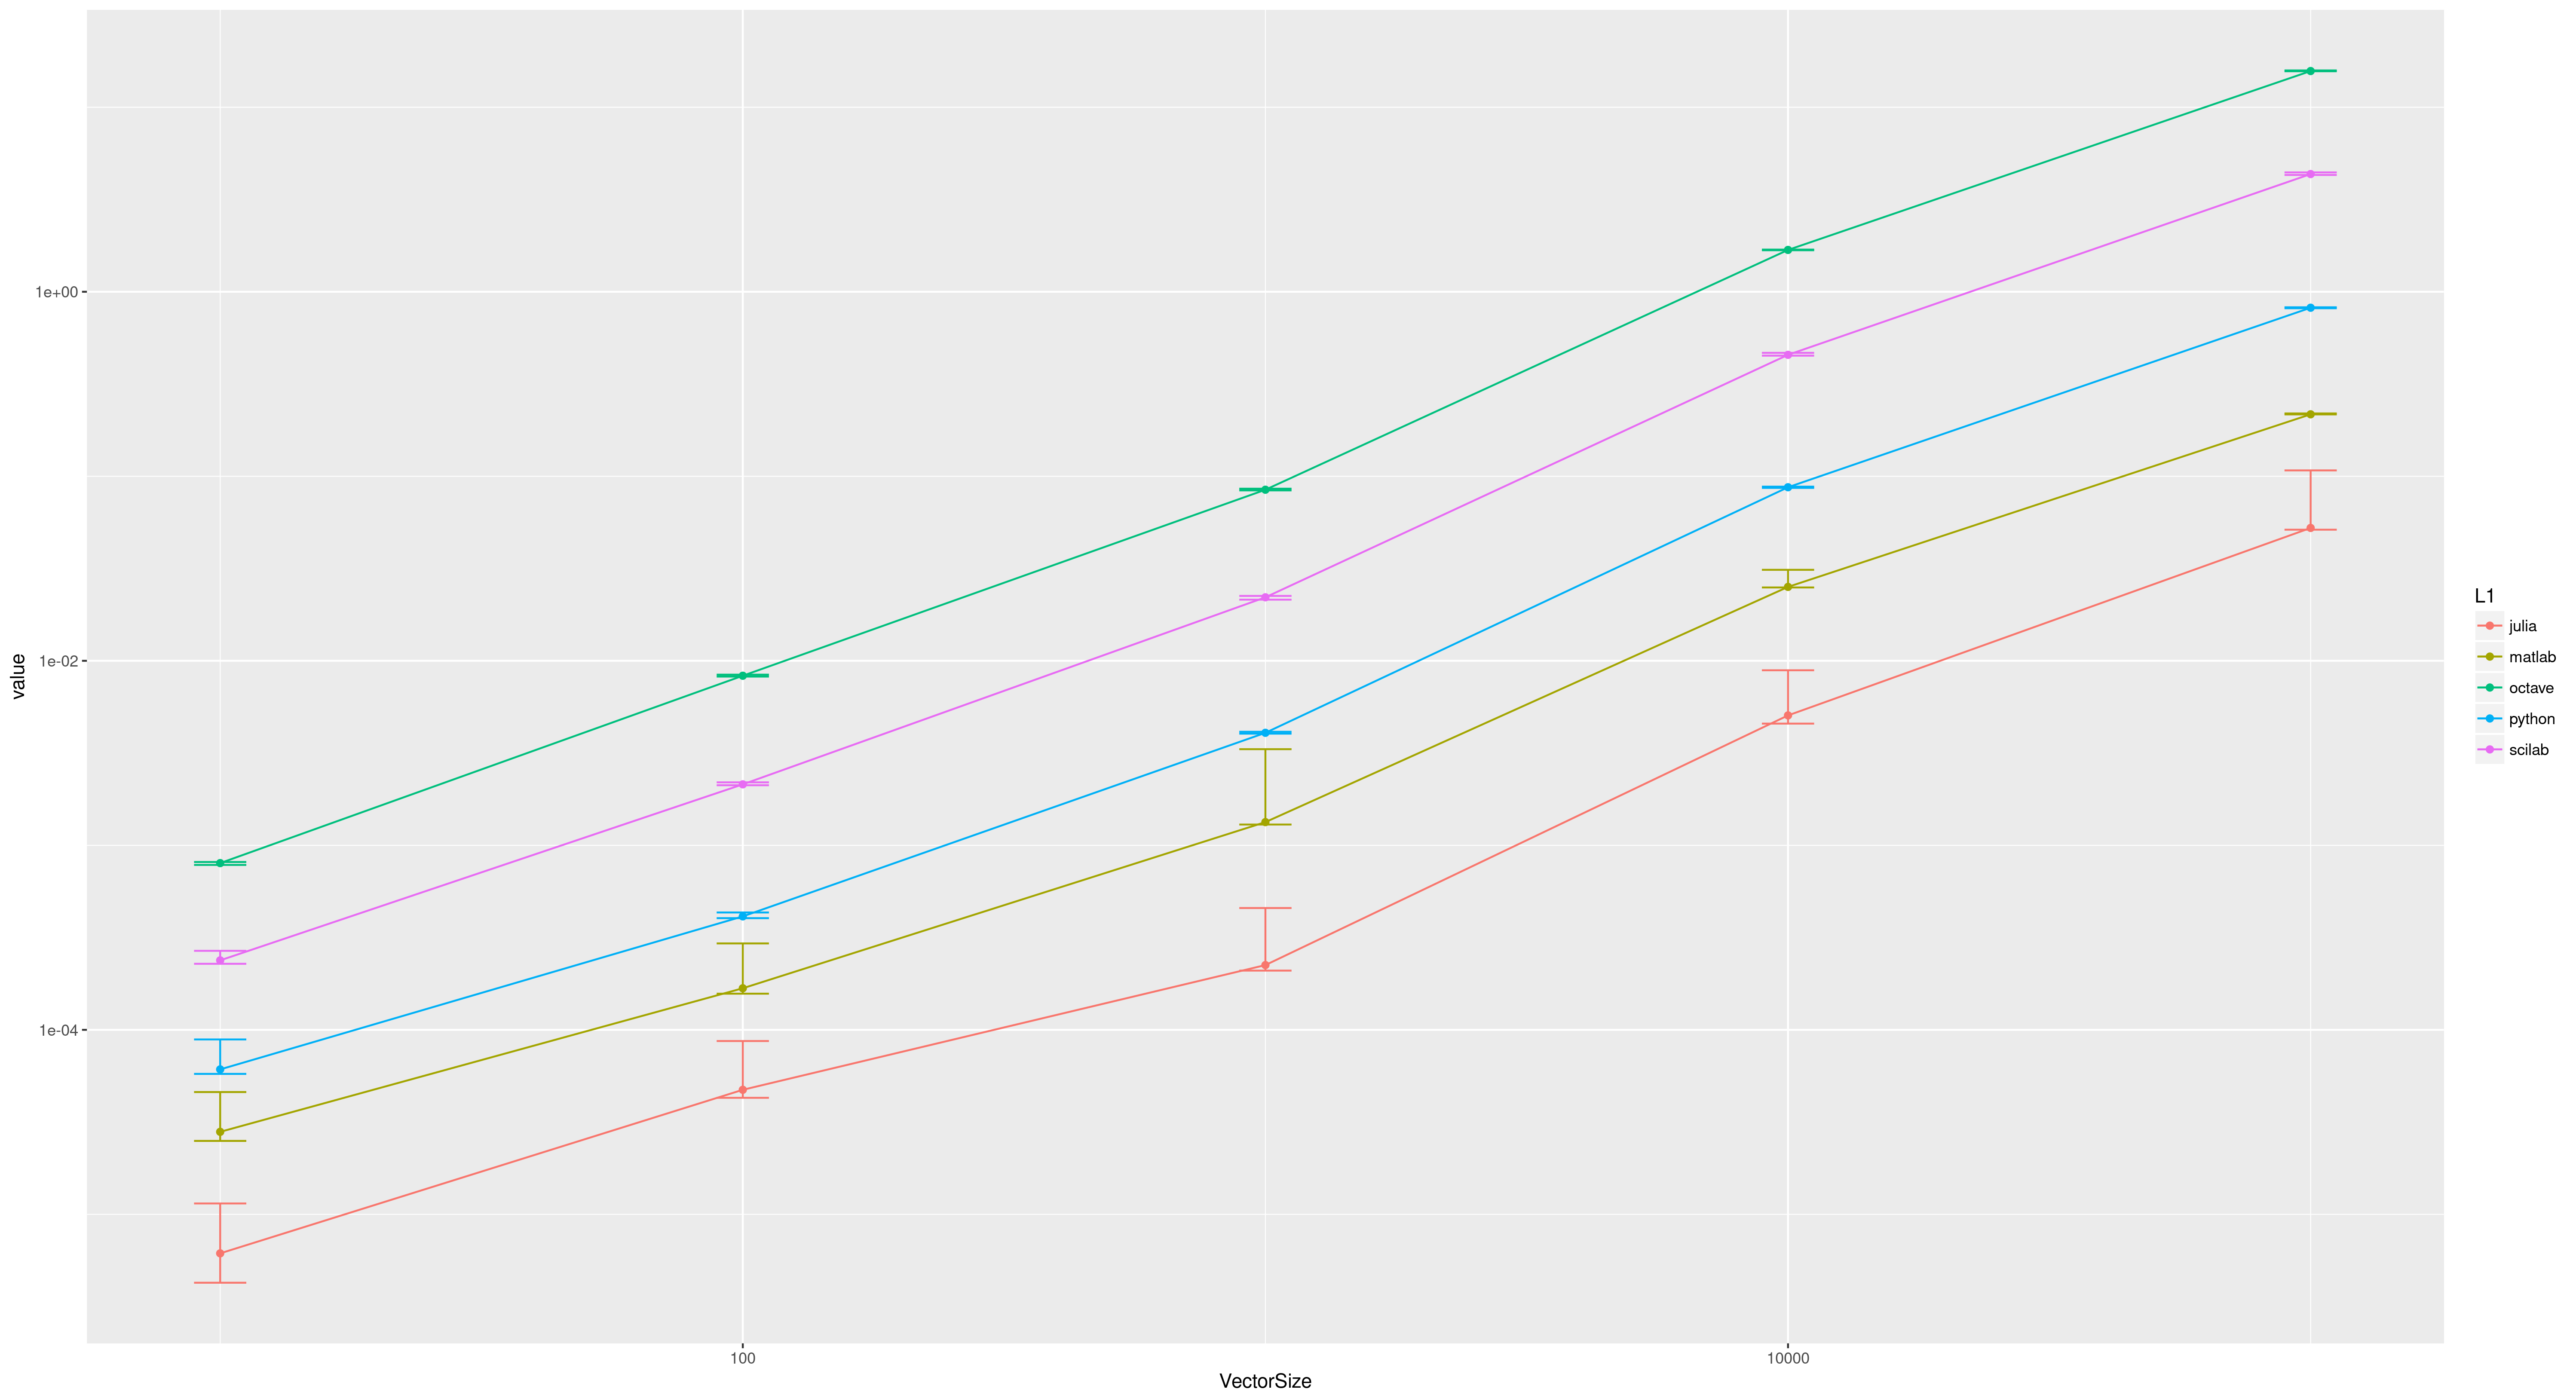 1e+00
1e-02
1e-04
value
100
10000
VectorSize
L1
julia
matlab
octave
python
scilab